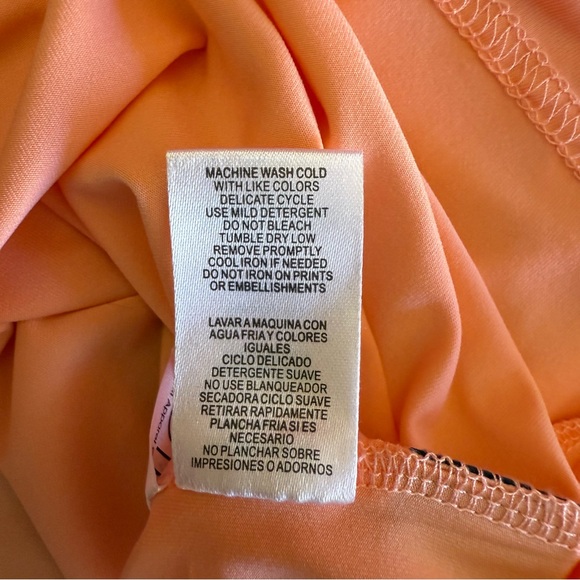 MACHINE WASH COLD
WITH LIKE COLORS
DELICATE CYCLE
USE MILD DETERGENT
DO NOT BLEACH
TUMBLE DRY LOW
REMOVE PROMPTLY
COOL IRON IF NEEDED
DO NOT IRON ON PRINTS
OR EMBELLISHMENTS
LAVAR A MAQUINA CON
AGUA FRIA Y COLORES
IGUALES
CICLO DELICADO
DETERGENTE SUAVE
NO USE BLANQUEADOR
SECADORA CICLO SUAVE
RETIRAR RAPIDAMENTE
PLANCHA FRIA SI ES
NECESARIO
NO PLANCHAR SOBRE
IMPRESIONES O ADORNOS